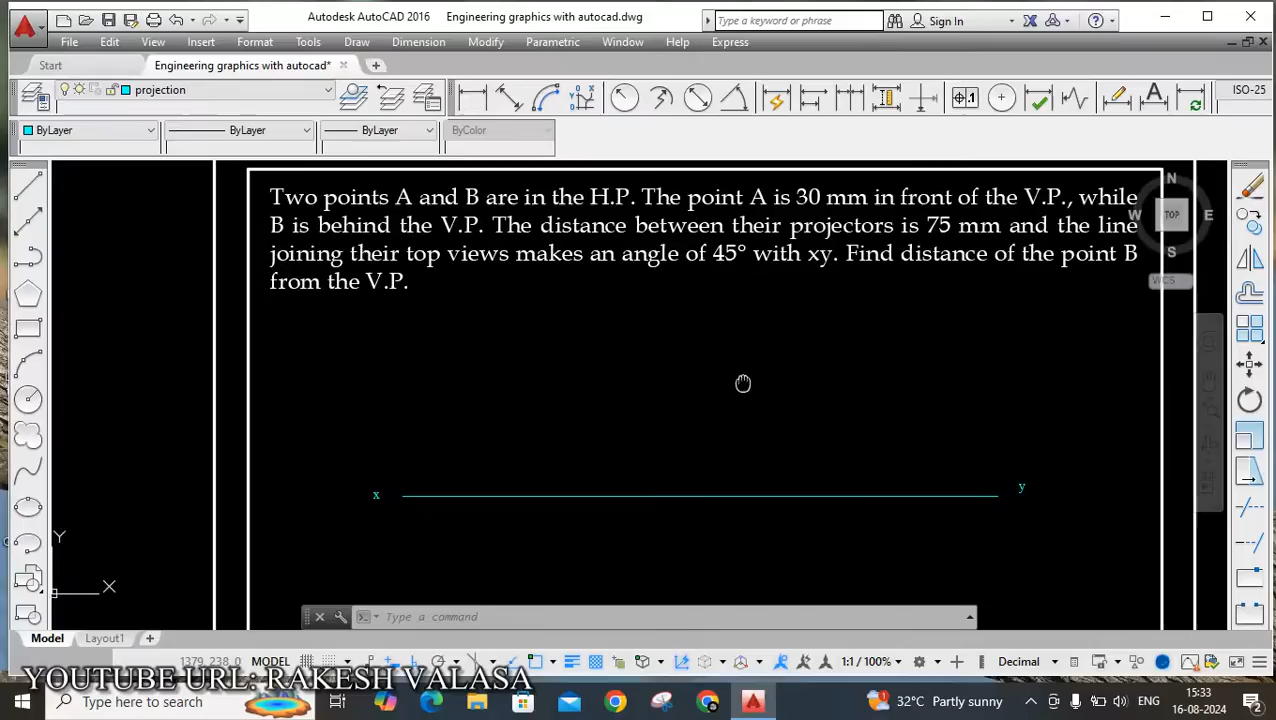 Autodesk AutoCAD 2016 Engineering graphics with autocad.dwg
Type a keyword or phrase
Sign In
File Edit View Insert Format Tools Draw Dimension Modify Parametric Window Help Express
Start
Engineering graphics with autocad*
projection
ISO-25
ByLayer
ByLayer
ByLayer
ByColor
Two points A and B are in the H.P. The point A is 30 mm in front of the V.P., while
B is behind the V.P. The distance between their projectors is 75 mm and the line
joining their top views makes an angle of 45° with xy. Find distance of the point B
from the V.P.
N
W TOP E
S
WCS
x
y
Y
X
Type a command
Model Layout1
MODEL
1:1 / 100%
Decimal
YOUTUBE URL: RAKESH VALASA
Type here to search
32°C Partly sunny
ENG
15:33
16-08-2024
2